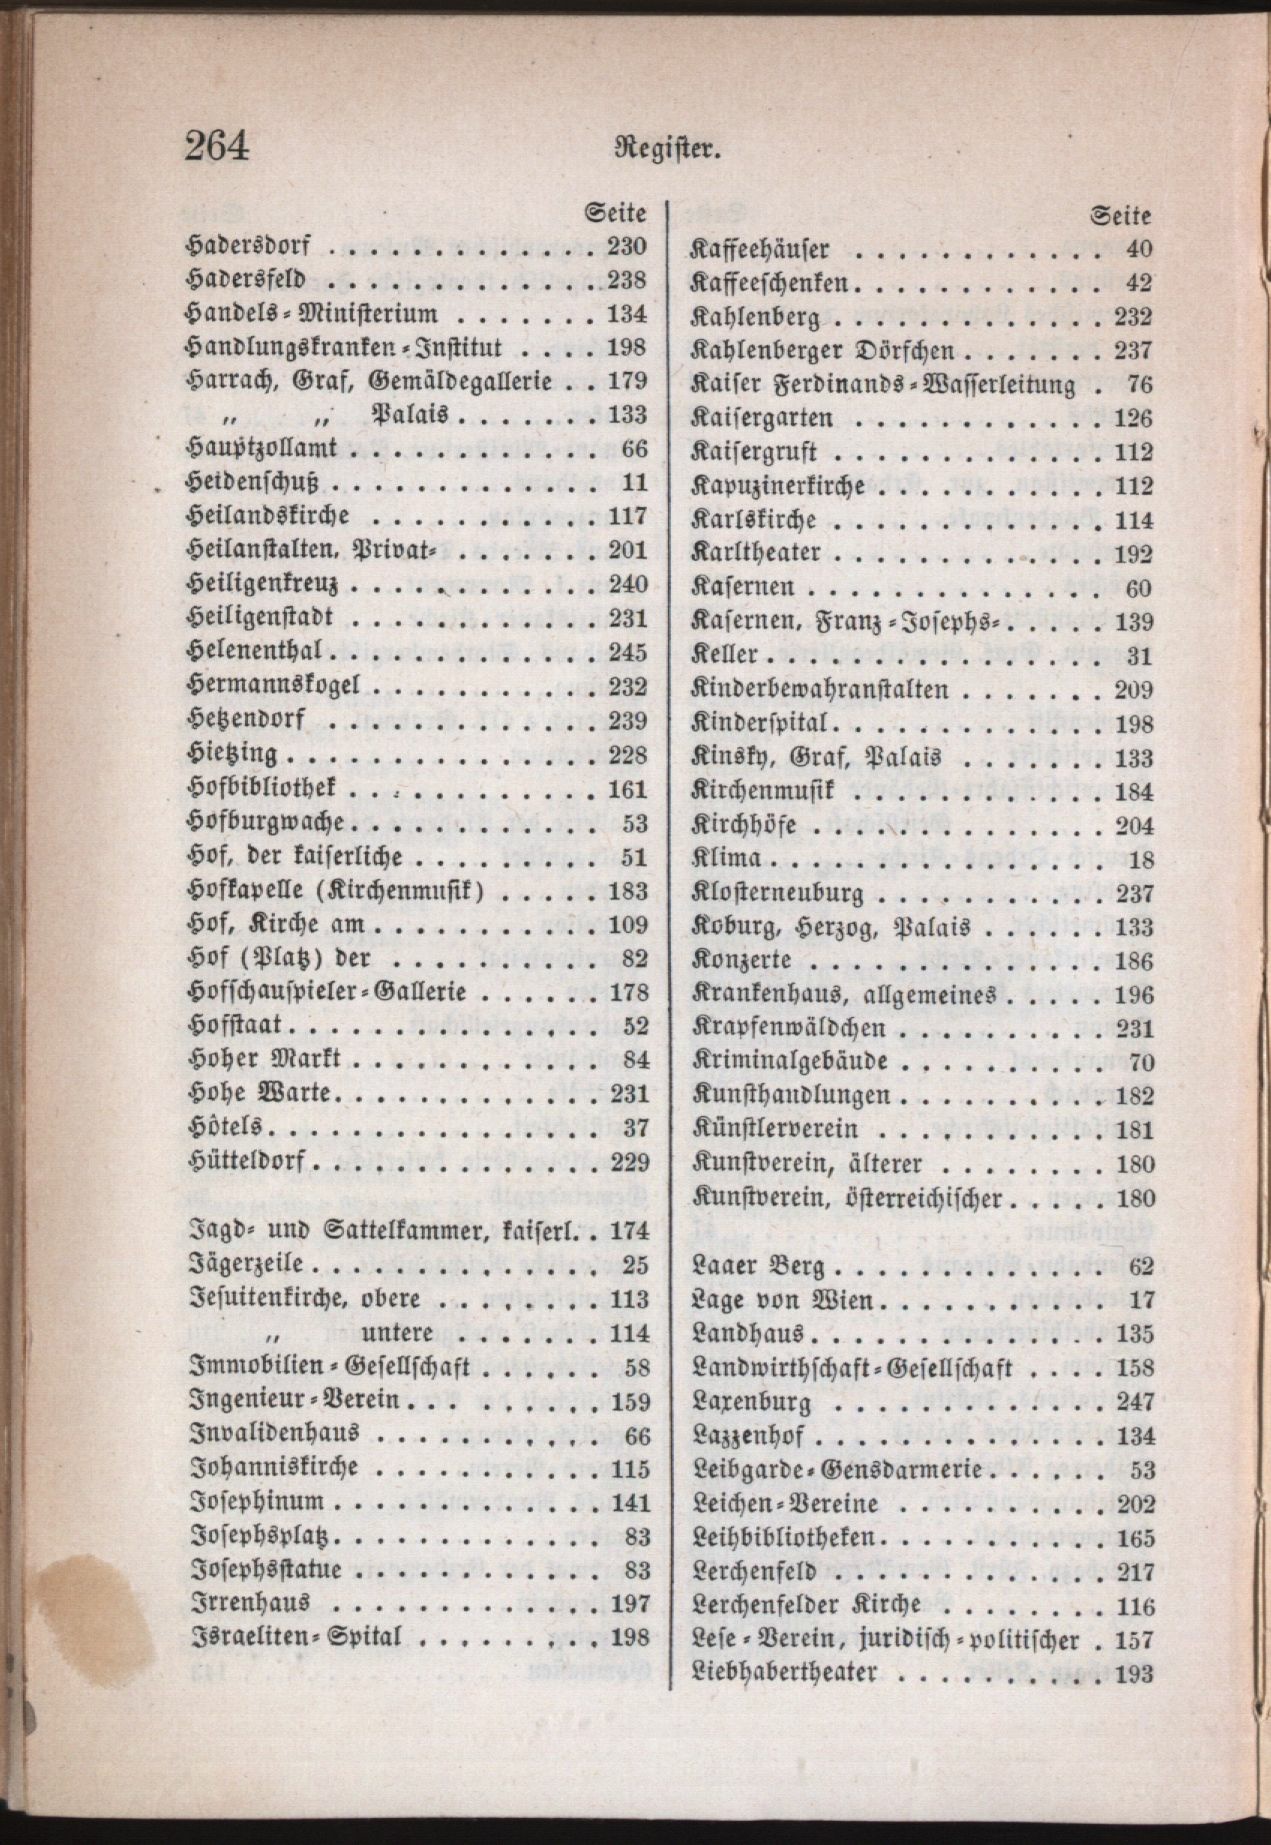 264
Register.
Seite
Hadersdorf . . . . . . . . . . . . . 230
Hadersfeld . . . . . . . . . . . . . 238
Handels-Ministerium . . . . . . . 134
Handlungskranken-Institut . . . . 198
Harrach, Graf, Gemäldegallerie . . 179
„ „ Palais . . . . . . . 133
Hauptzollamt . . . . . . . . . . . . 66
Heidenschuß . . . . . . . . . . . . . 11
Heilandskirche . . . . . . . . . . . 117
Heilanstalten, Privat- . . . . . . . . 201
Heiligenkreuz . . . . . . . . . . . . 240
Heiligenstadt . . . . . . . . . . . . 231
Helenenthal . . . . . . . . . . . . . 245
Hermannskogel . . . . . . . . . . . 232
Hetzendorf . . . . . . . . . . . . . 239
Hietzing . . . . . . . . . . . . . . . 228
Hofbibliothek . . . . . . . . . . . . 161
Hofburgwache . . . . . . . . . . . . 53
Hof, der kaiserliche . . . . . . . . . 51
Hofkapelle (Kirchenmusik) . . . . . 183
Hof, Kirche am . . . . . . . . . . . 109
Hof (Platz) der . . . . . . . . . . 82
Hofschauspieler-Gallerie . . . . . . 178
Hofstaat . . . . . . . . . . . . . . . 52
Hoher Markt . . . . . . . . . . . . 84
Hohe Warte . . . . . . . . . . . . . 231
Hôtels . . . . . . . . . . . . . . . . 37
Hütteldorf . . . . . . . . . . . . . . 229
Jagd- und Sattelkammer, kaiserl. . 174
Jägerzeile . . . . . . . . . . . . . . 25
Jesuitenkirche, obere . . . . . . . . 113
„ untere . . . . . . . 114
Immobilien-Gesellschaft . . . . . . 58
Ingenieur-Verein . . . . . . . . . . 159
Invalidenhaus . . . . . . . . . . . 66
Johanniskirche . . . . . . . . . . . 115
Josephinum . . . . . . . . . . . . . 141
Josephsplatz . . . . . . . . . . . . . 83
Josephsstatue . . . . . . . . . . . . 83
Irrenhaus . . . . . . . . . . . . . 197
Israeliten-Spital . . . . . . . . . 198
Seite
Kaffeehäuser . . . . . . . . . . . . 40
Kaffeeschenken . . . . . . . . . . . . 42
Kahlenberg . . . . . . . . . . . . . 232
Kahlenberger Dörfchen . . . . . . . 237
Kaiser Ferdinands-Wasserleitung . 76
Kaisergarten . . . . . . . . . . . . 126
Kaisergruft . . . . . . . . . . . . . 112
Kapuzinerkirche . . . . . . . . . . . 112
Karlskirche . . . . . . . . . . . . . 114
Karltheater . . . . . . . . . . . . . 192
Kasernen . . . . . . . . . . . . . . 60
Kasernen, Franz-Josephs- . . . . . 139
Keller . . . . . . . . . . . . . . . . 31
Kinderbewahranstalten . . . . . . . 209
Kinderspital . . . . . . . . . . . . . 198
Kinsky, Graf, Palais . . . . . . . 133
Kirchenmusik . . . . . . . . . . . . 184
Kirchhöfe . . . . . . . . . . . . . . 204
Klima . . . . . . . . . . . . . . . . 18
Klosterneuburg . . . . . . . . . . . 237
Koburg, Herzog, Palais . . . . . . 133
Konzerte . . . . . . . . . . . . . . 186
Krankenhaus, allgemeines . . . . . 196
Krapfenwäldchen . . . . . . . . . . 231
Kriminalgebäude . . . . . . . . . . 70
Kunsthandlungen . . . . . . . . . . 182
Künstlerverein . . . . . . . . . . . 181
Kunstverein, älterer . . . . . . . . 180
Kunstverein, österreichischer . . . . . 180
Laaer Berg . . . . . . . . . . . . . 62
Lage von Wien . . . . . . . . . . . 17
Landhaus . . . . . . . . . . . . . . 135
Landwirthschaft-Gesellschaft . . . . 158
Laxenburg . . . . . . . . . . . . . 247
Lazzenhof . . . . . . . . . . . . . . 134
Leibgarde-Gensdarmerie . . . . . . 53
Leichen-Vereine . . . . . . . . . . 202
Leihbibliotheken . . . . . . . . . . . 165
Lerchenfeld . . . . . . . . . . . . . 217
Lerchenfelder Kirche . . . . . . . . 116
Lese-Verein, juridisch-politischer . 157
Liebhabertheater . . . . . . . . . . 193